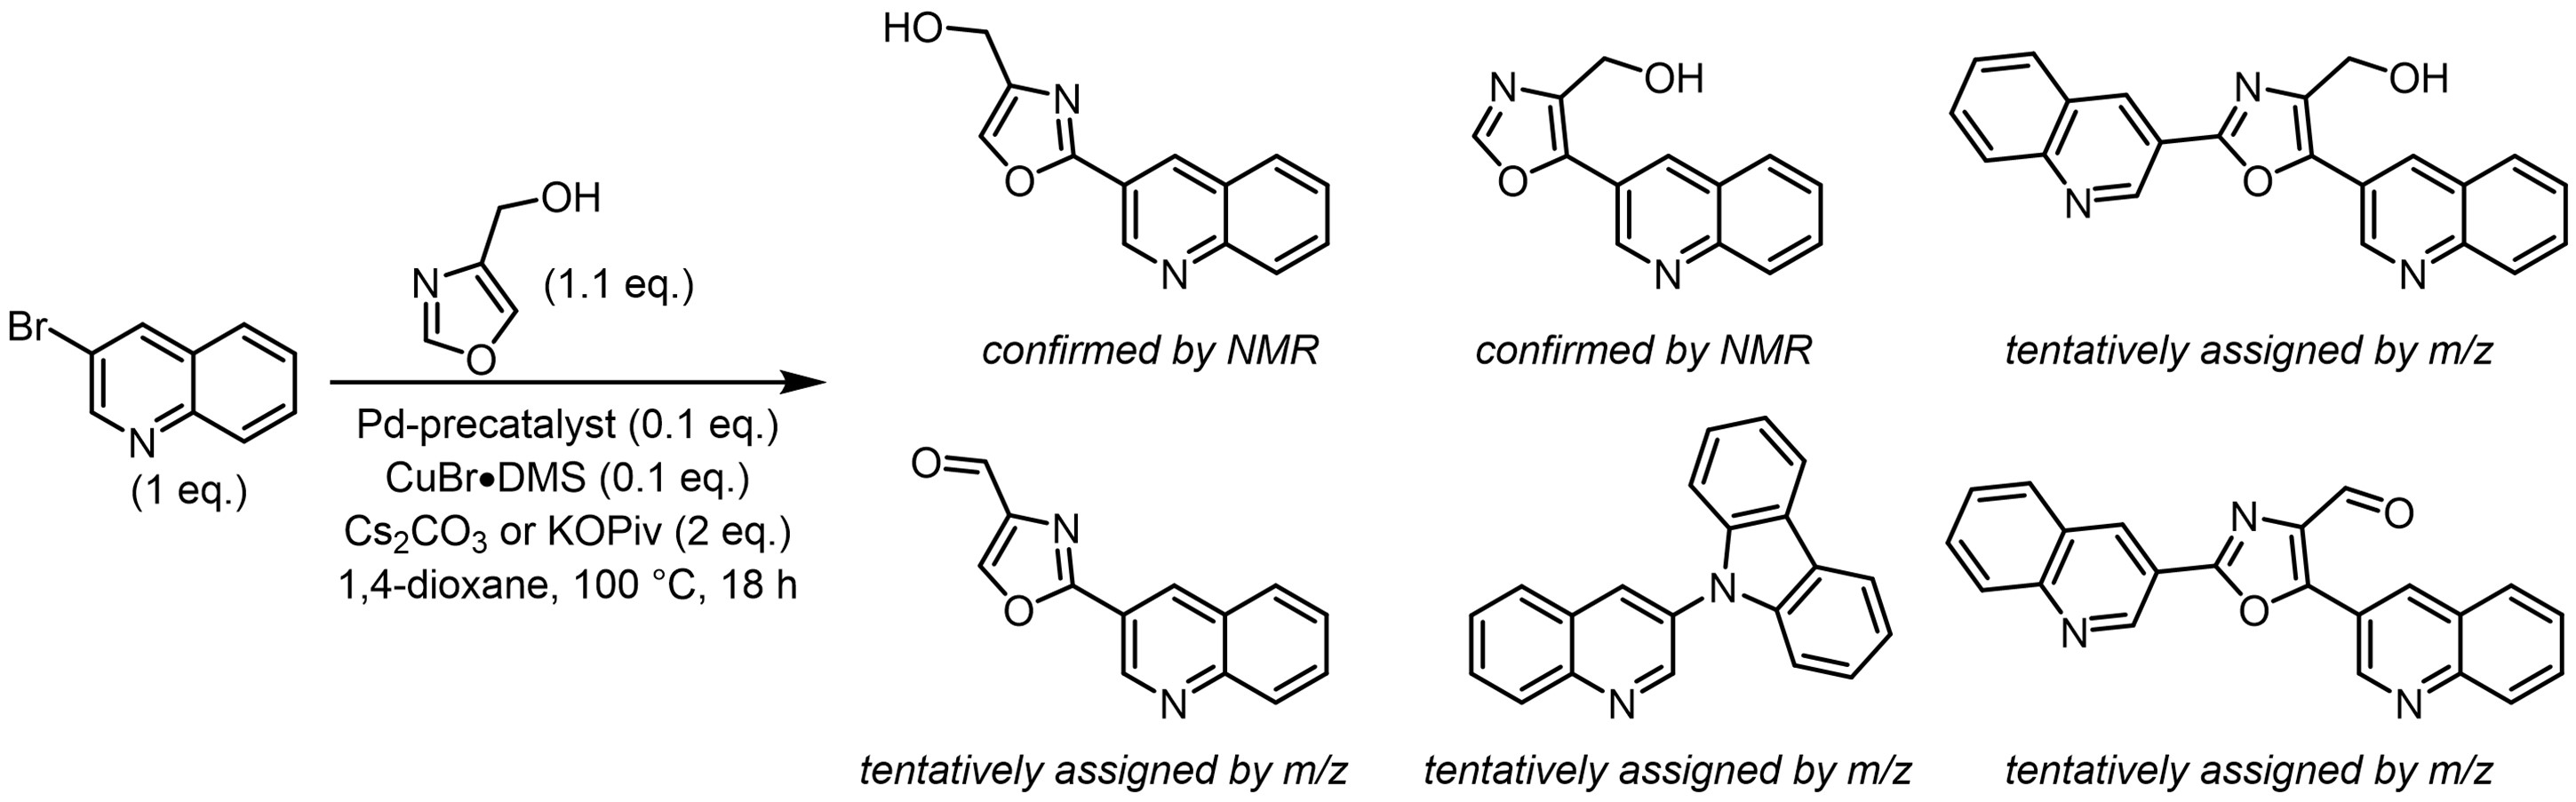 Br
N
(1 eq.)
OH
N
O
(1.1 eq.)
Pd-precatalyst (0.1 eq.)
CuBr•DMS (0.1 eq.)
Cs₂CO₃ or KOPiv (2 eq.)
1,4-dioxane, 100 °C, 18 h
HO
N
O
N
confirmed by NMR
N
OH
O
N
confirmed by NMR
N
OH
O
N
N
tentatively assigned by m/z
O
N
O
N
tentatively assigned by m/z
N
N
tentatively assigned by m/z
N
O
O
N
N
tentatively assigned by m/z